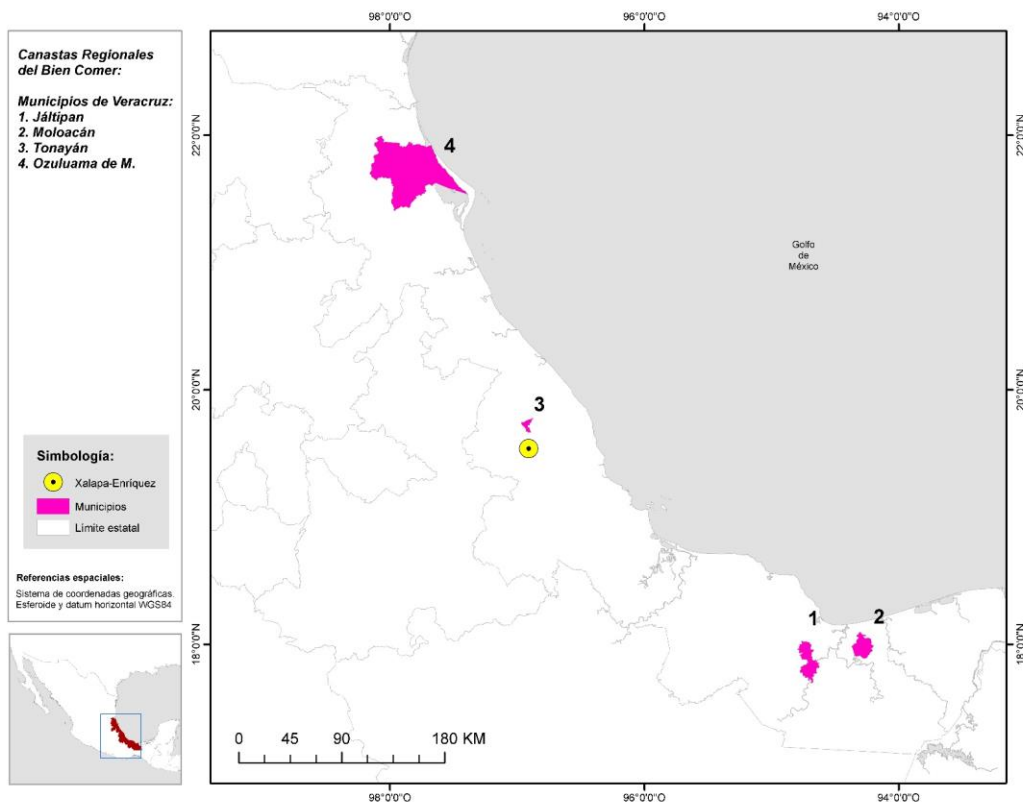 Canastas Regionales
del Bien Comer:
Municipios de Veracruz:
1. Jáltipan
2. Moloacán
3. Tonayán
4. Ozuluama de M.
Simbología:
Xalapa-Enríquez
Municipios
Limite estatal
Referencias espaciales:
Sistema de coordenadas geográficas.
Esferoide y datum horizontal WGS84
98°0'0"O
96°0'0"O
94°0'0"O
22°0'0"N
22°0'0"N
4
Golfo
de
México
20°0'0"N
20°0'0"N
3
1
2
18°0'0"N
18°0'0"N
0 45 90 180 KM
98°0'0"O
96°0'0"O
94°0'0"O